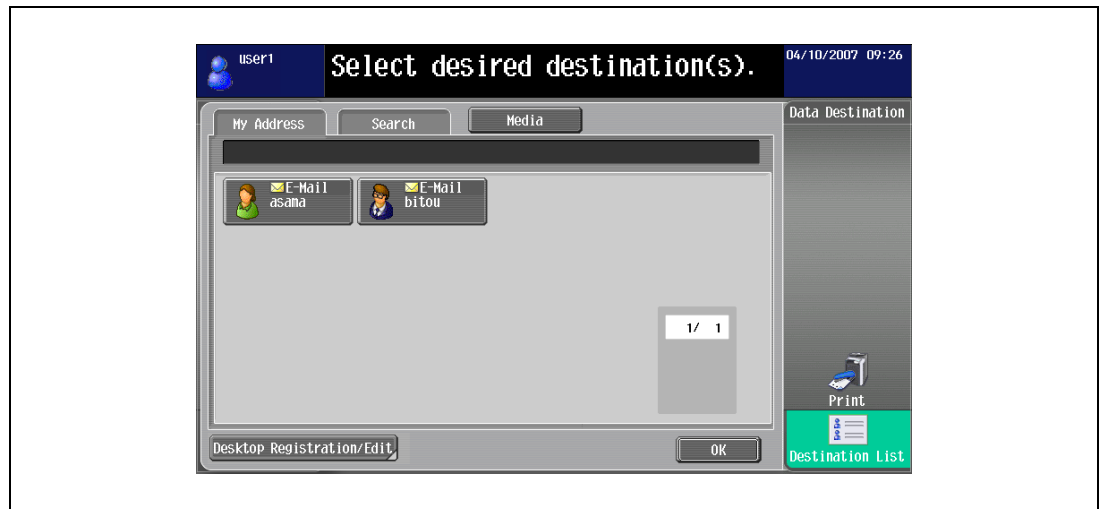 user1
Select desired destination(s).
04/10/2007 09:26
My Address
Search
Media
Data Destination
E-Mail
asama
E-Mail
bitou
1/ 1
Print
Desktop Registration/Edit
OK
Destination List